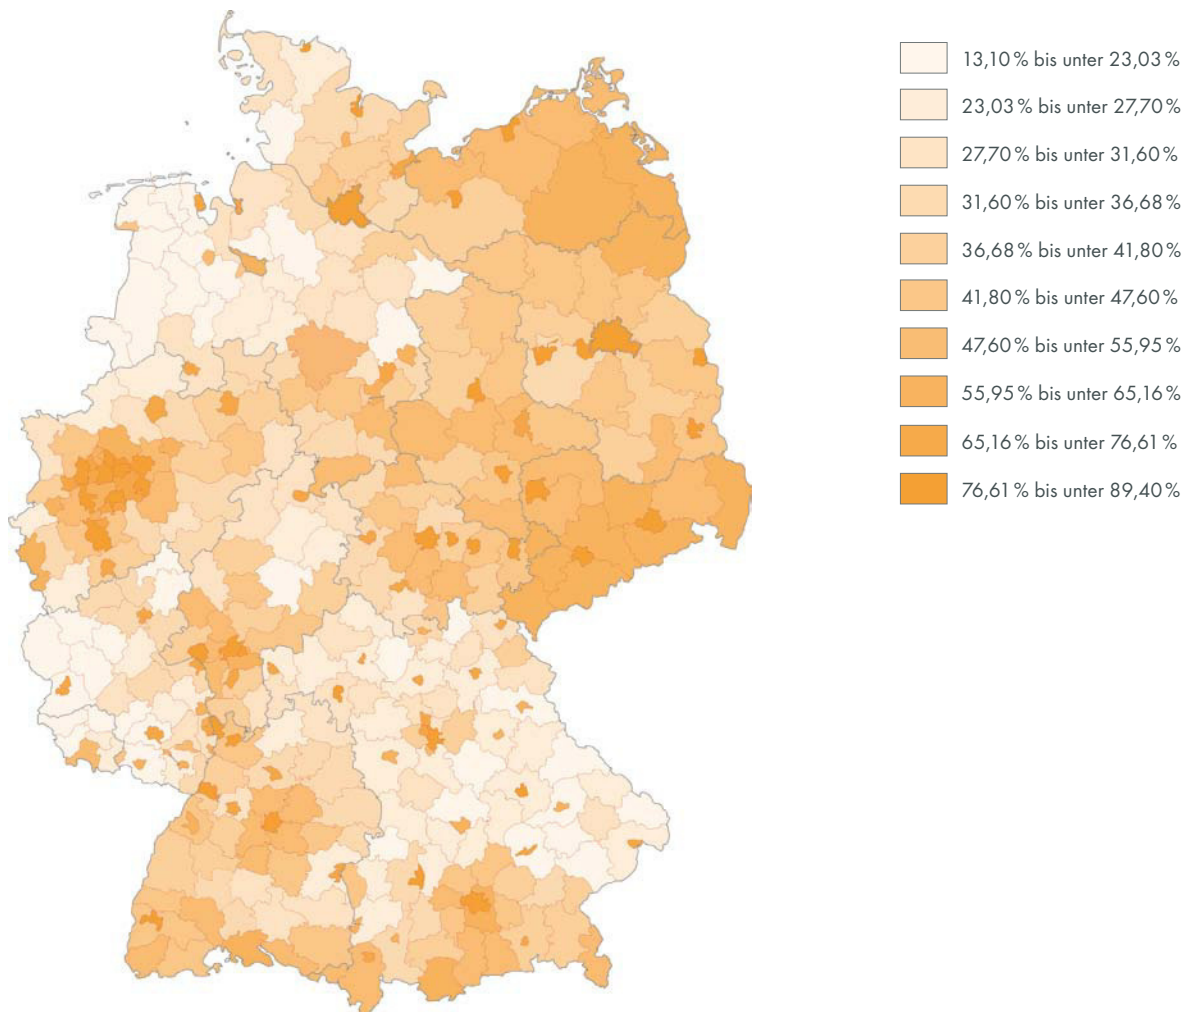 13,10 % bis unter 23,03 %
23,03 % bis unter 27,70 %
27,70 % bis unter 31,60 %
31,60 % bis unter 36,68 %
36,68 % bis unter 41,80 %
41,80 % bis unter 47,60 %
47,60 % bis unter 55,95 %
55,95 % bis unter 65,16 %
65,16 % bis unter 76,61 %
76,61 % bis unter 89,40 %